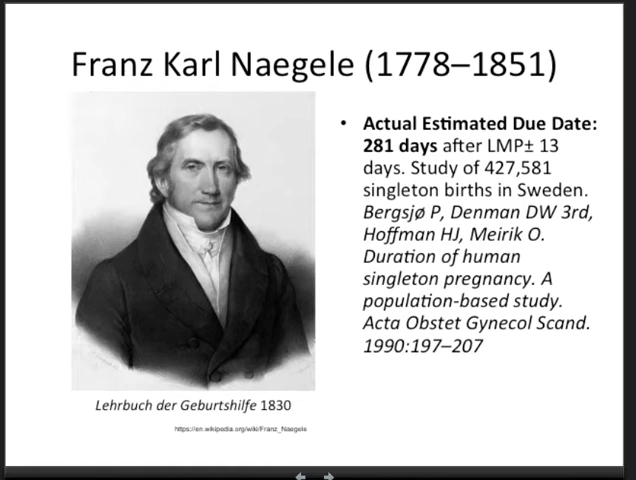 Franz Karl Naegele (1778–1851)
• Actual Estimated Due Date:
281 days after LMP± 13
days. Study of 427,581
singleton births in Sweden.
Bergsjø P, Denman DW 3rd,
Hoffman HJ, Meirik O.
Duration of human
singleton pregnancy. A
population-based study.
Acta Obstet Gynecol Scand.
1990:197–207
Lehrbuch der Geburtshilfe 1830
https://en.wikipedia.org/wiki/Franz_Naegele